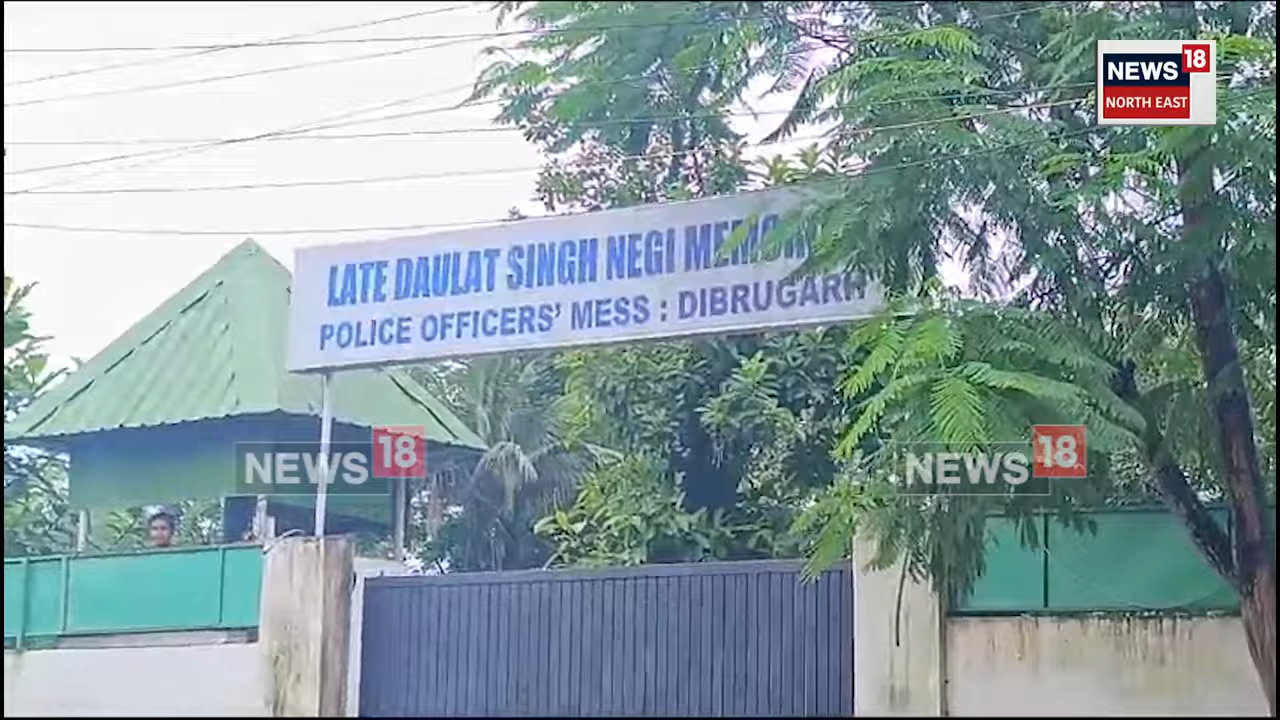 NEWS 18
NORTH EAST
LATE DAULAT SINGH NEGI
POLICE OFFICERS' MESS : DIBRUGARH
NEWS 18
NEWS 18